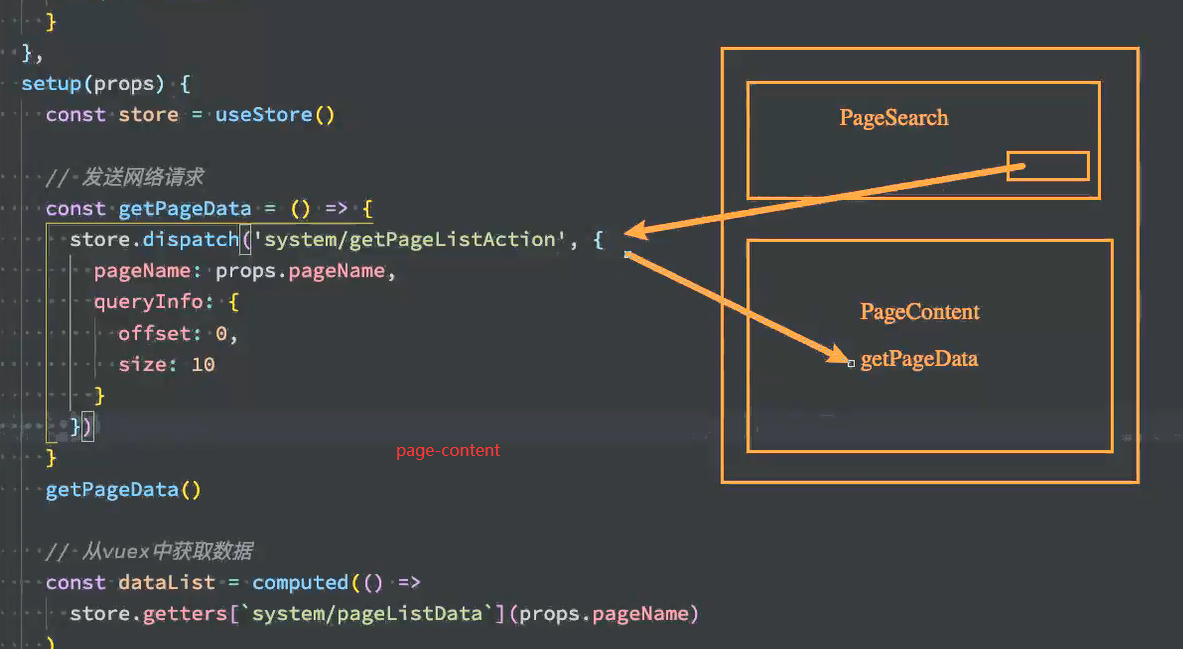 }
},
setup(props) {
const store = useStore()
// 发送网络请求
const getPageData = () => {
store.dispatch('system/getPageListAction', {
pageName: props.pageName,
queryInfo: {
offset: 0,
size: 10
}
})
}
getPageData()
// 从vuex中获取数据
const dataList = computed(() =>
store.getters[`system/pageListData`](props.pageName)
)
page-content
PageSearch
PageContent
getPageData